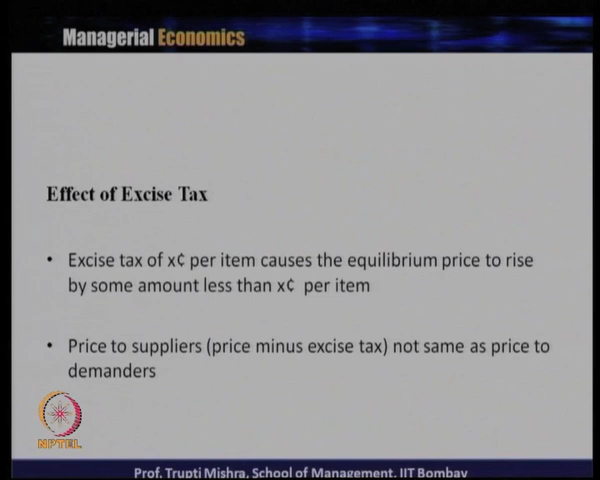 Managerial Economics
Effect of Excise Tax
• Excise tax of x¢ per item causes the equilibrium price to rise
by some amount less than x¢ per item
• Price to suppliers (price minus excise tax) not same as price to
demanders
NPTEL
Prof. Trupti Mishra, School of Management, IIT Bombay